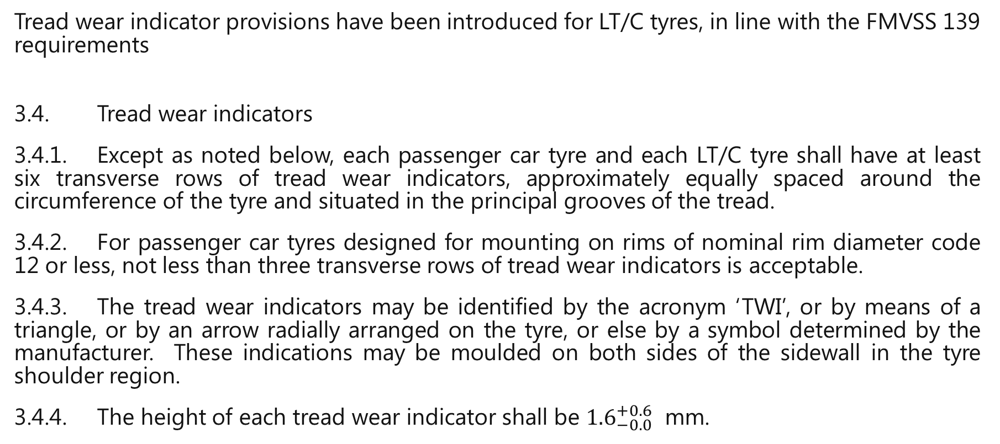 Tread wear indicator provisions have been introduced for LT/C tyres, in line with the FMVSS 139
requirements
3.4. Tread wear indicators
3.4.1. Except as noted below, each passenger car tyre and each LT/C tyre shall have at least
six transverse rows of tread wear indicators, approximately equally spaced around the
circumference of the tyre and situated in the principal grooves of the tread.
3.4.2. For passenger car tyres designed for mounting on rims of nominal rim diameter code
12 or less, not less than three transverse rows of tread wear indicators is acceptable.
3.4.3. The tread wear indicators may be identified by the acronym ‘TWI’, or by means of a
triangle, or by an arrow radially arranged on the tyre, or else by a symbol determined by the
manufacturer. These indications may be moulded on both sides of the sidewall in the tyre
shoulder region.
3.4.4. The height of each tread wear indicator shall be 1.6 +0.6 −0.0 mm.